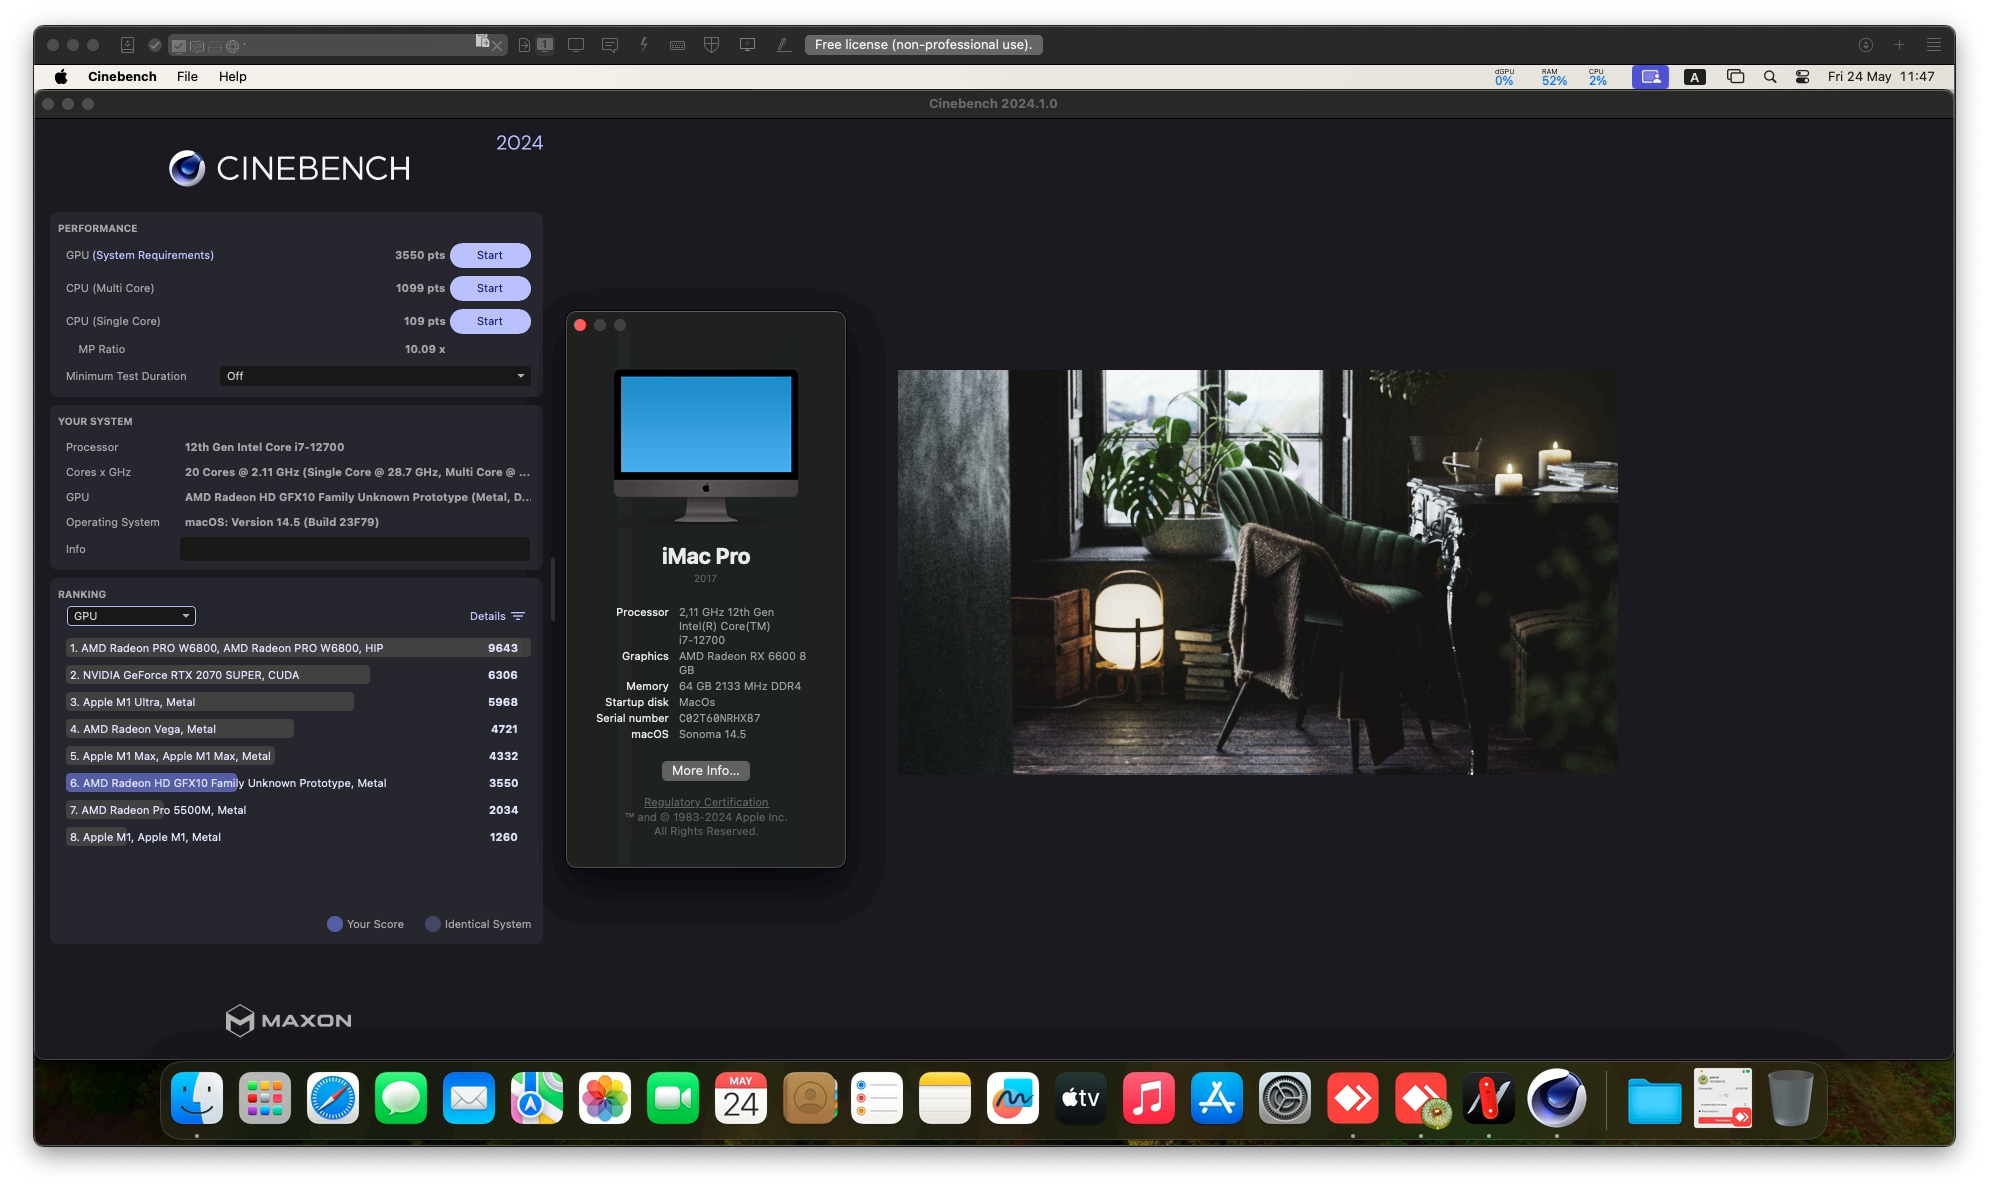 1
Free license (non-professional use).
Cinebench File Help
dGPU 0% RAM 52% CPU 2% A Fri 24 May 11:47
Cinebench 2024.1.0
2024
CINEBENCH
PERFORMANCE
GPU (System Requirements) 3550 pts Start
CPU (Multi Core) 1099 pts Start
CPU (Single Core) 109 pts Start
MP Ratio 10.09 x
Minimum Test Duration Off
YOUR SYSTEM
Processor 12th Gen Intel Core i7-12700
Cores x GHz 20 Cores @ 2.11 GHz (Single Core @ 28.7 GHz, Multi Core @ ...
GPU AMD Radeon HD GFX10 Family Unknown Prototype (Metal, D...
Operating System macOS: Version 14.5 (Build 23F79)
Info
RANKING
GPU Details
1. AMD Radeon PRO W6800, AMD Radeon PRO W6800, HIP 9643
2. NVIDIA GeForce RTX 2070 SUPER, CUDA 6306
3. Apple M1 Ultra, Metal 5968
4. AMD Radeon Vega, Metal 4721
5. Apple M1 Max, Apple M1 Max, Metal 4332
6. AMD Radeon HD GFX10 Family Unknown Prototype, Metal 3550
7. AMD Radeon Pro 5500M, Metal 2034
8. Apple M1, Apple M1, Metal 1260
Your Score Identical System
MAXON
iMac Pro
2017
Processor 2,11 GHz 12th Gen
Intel(R) Core(TM)
i7-12700
Graphics AMD Radeon RX 6600 8
GB
Memory 64 GB 2133 MHz DDR4
Startup disk MacOs
Serial number C02T60NRHX87
macOS Sonoma 14.5
More Info...
Regulatory Certification
™ and © 1983-2024 Apple Inc.
All Rights Reserved.
MAY
24
tv